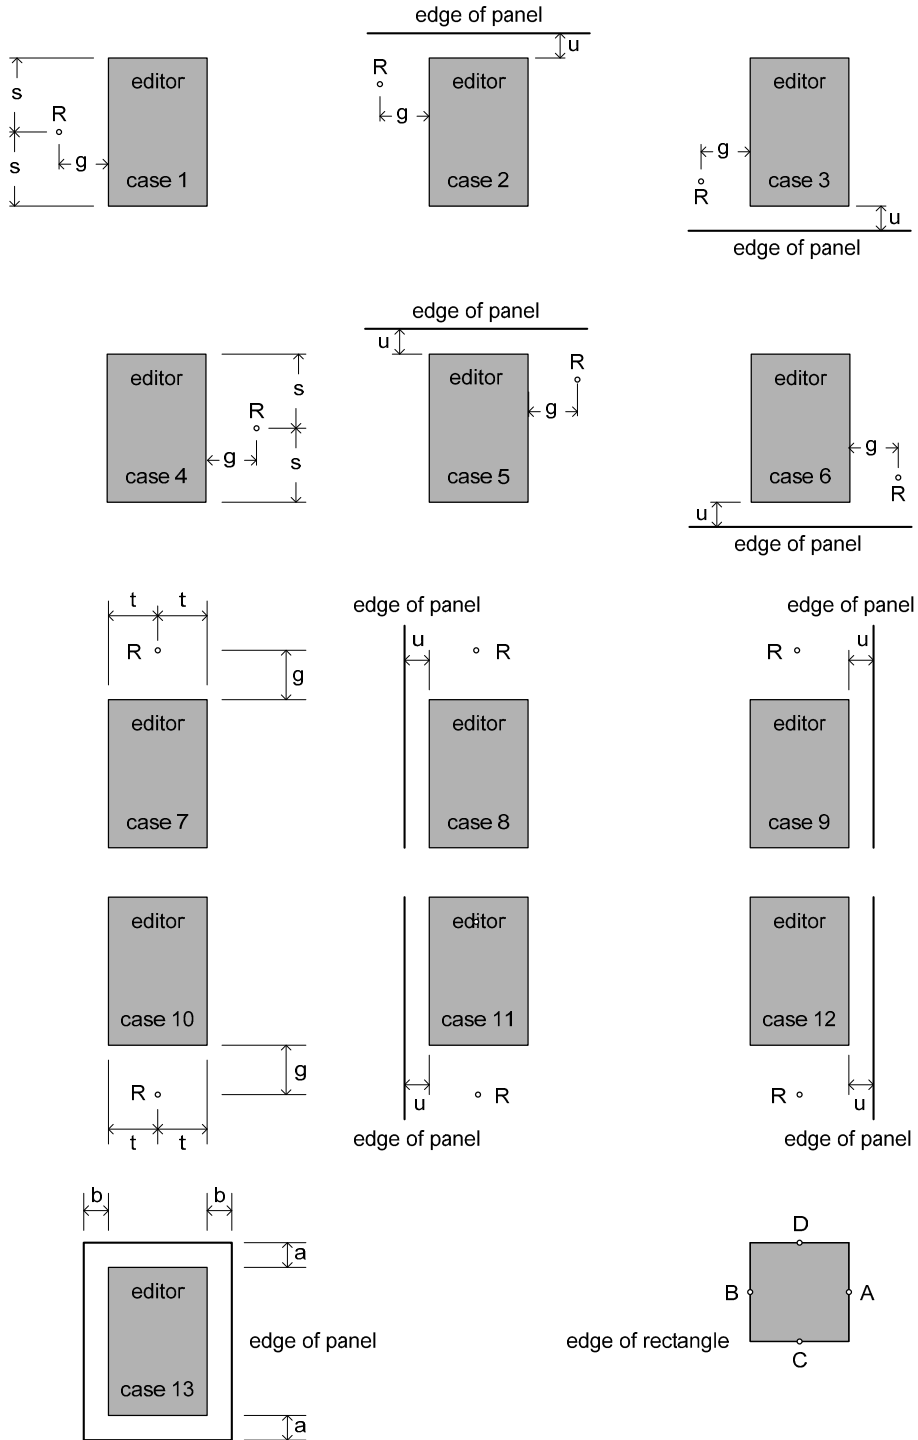 edge of panel
u
editor
R
s
g
s
case 1
editor
R
g
case 2
u
editor
g
R
case 3
u
edge of panel
edge of panel
editor
s
R
g
s
case 4
u
editor
R
g
case 5
editor
g
R
case 6
u
edge of panel
t t
R
g
editor
case 7
edge of panel
u
R
editor
case 8
edge of panel
R
u
editor
case 9
editor
case 10
g
R
t t
editor
case 11
R
u
edge of panel
editor
case 12
R
u
edge of panel
b b
a
editor
edge of panel
case 13
a
D
B A
edge of rectangle
C